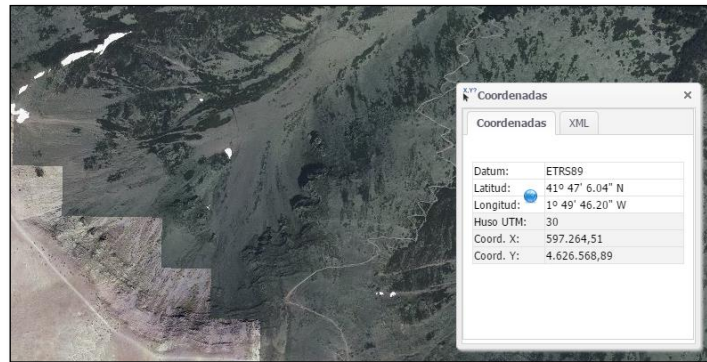 X,Y? Coordenadas ×
Coordenadas XML
Datum: ETRS89
Latitud: 41º 47' 6.04" N
Longitud: 1º 49' 46.20" W
Huso UTM: 30
Coord. X: 597.264,51
Coord. Y: 4.626.568,89